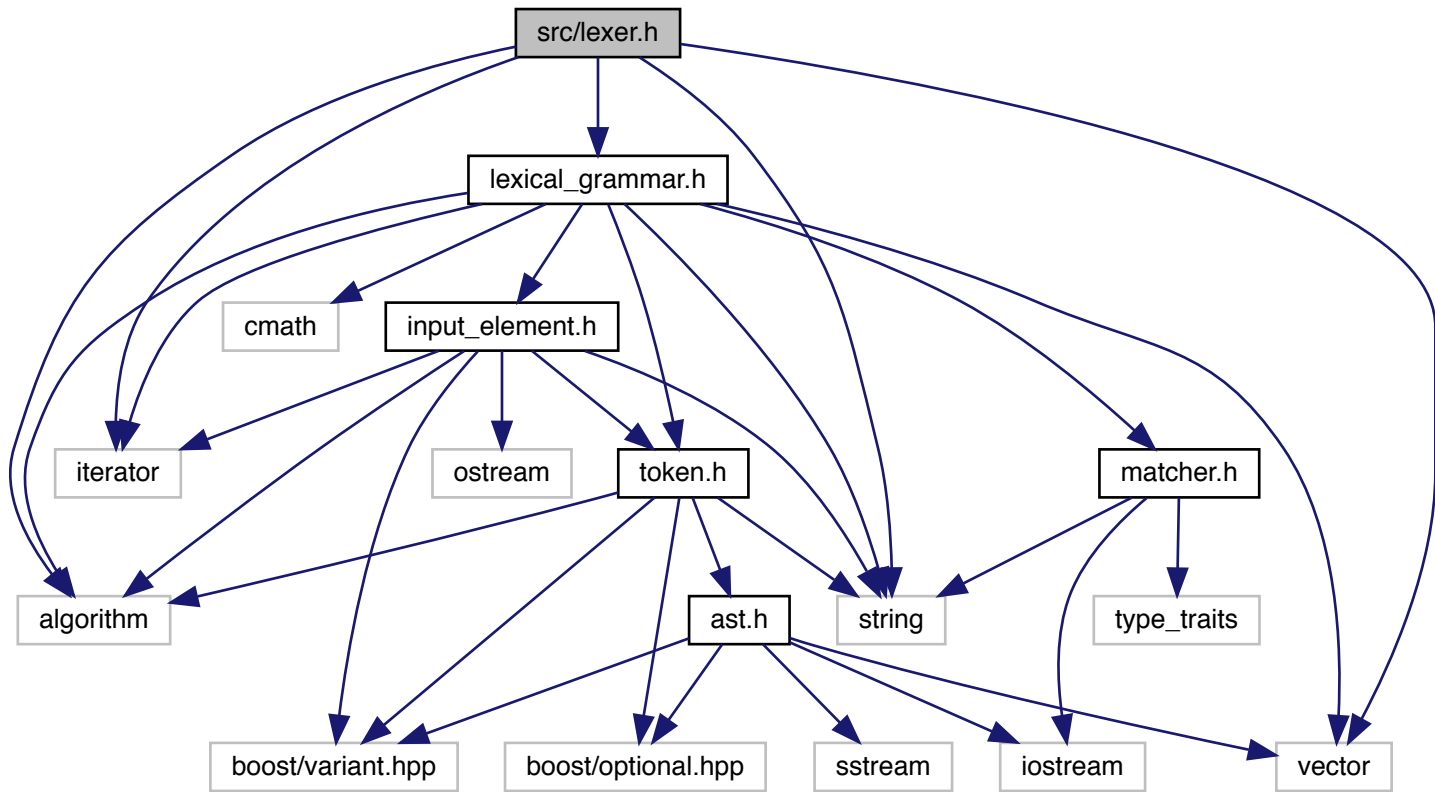 src/lexer.h
lexical_grammar.h
cmath
input_element.h
iterator
ostream
token.h
matcher.h
algorithm
ast.h
string
type_traits
boost/variant.hpp
boost/optional.hpp
sstream
iostream
vector